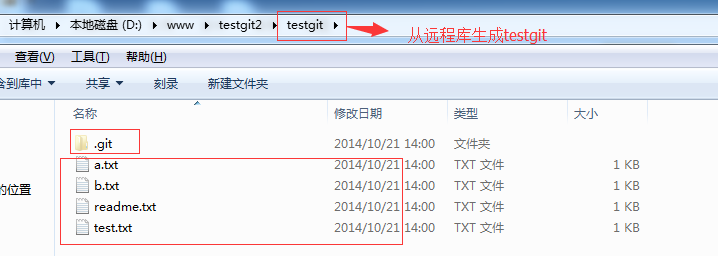 计算机 ▸ 本地磁盘 (D:) ▸ www ▸ testgit2 ▸ testgit ▸
从远程库生成testgit
查看(V) 工具(T) 帮助(H)
含到库中 ▾ 共享 ▾ 刻录 新建文件夹
名称 修改日期 类型 大小
.git 2014/10/21 14:00 文件夹
a.txt 2014/10/21 14:00 TXT 文件 1 KB
b.txt 2014/10/21 14:00 TXT 文件 1 KB
readme.txt 2014/10/21 14:00 TXT 文件 1 KB
test.txt 2014/10/21 14:00 TXT 文件 1 KB
的位置